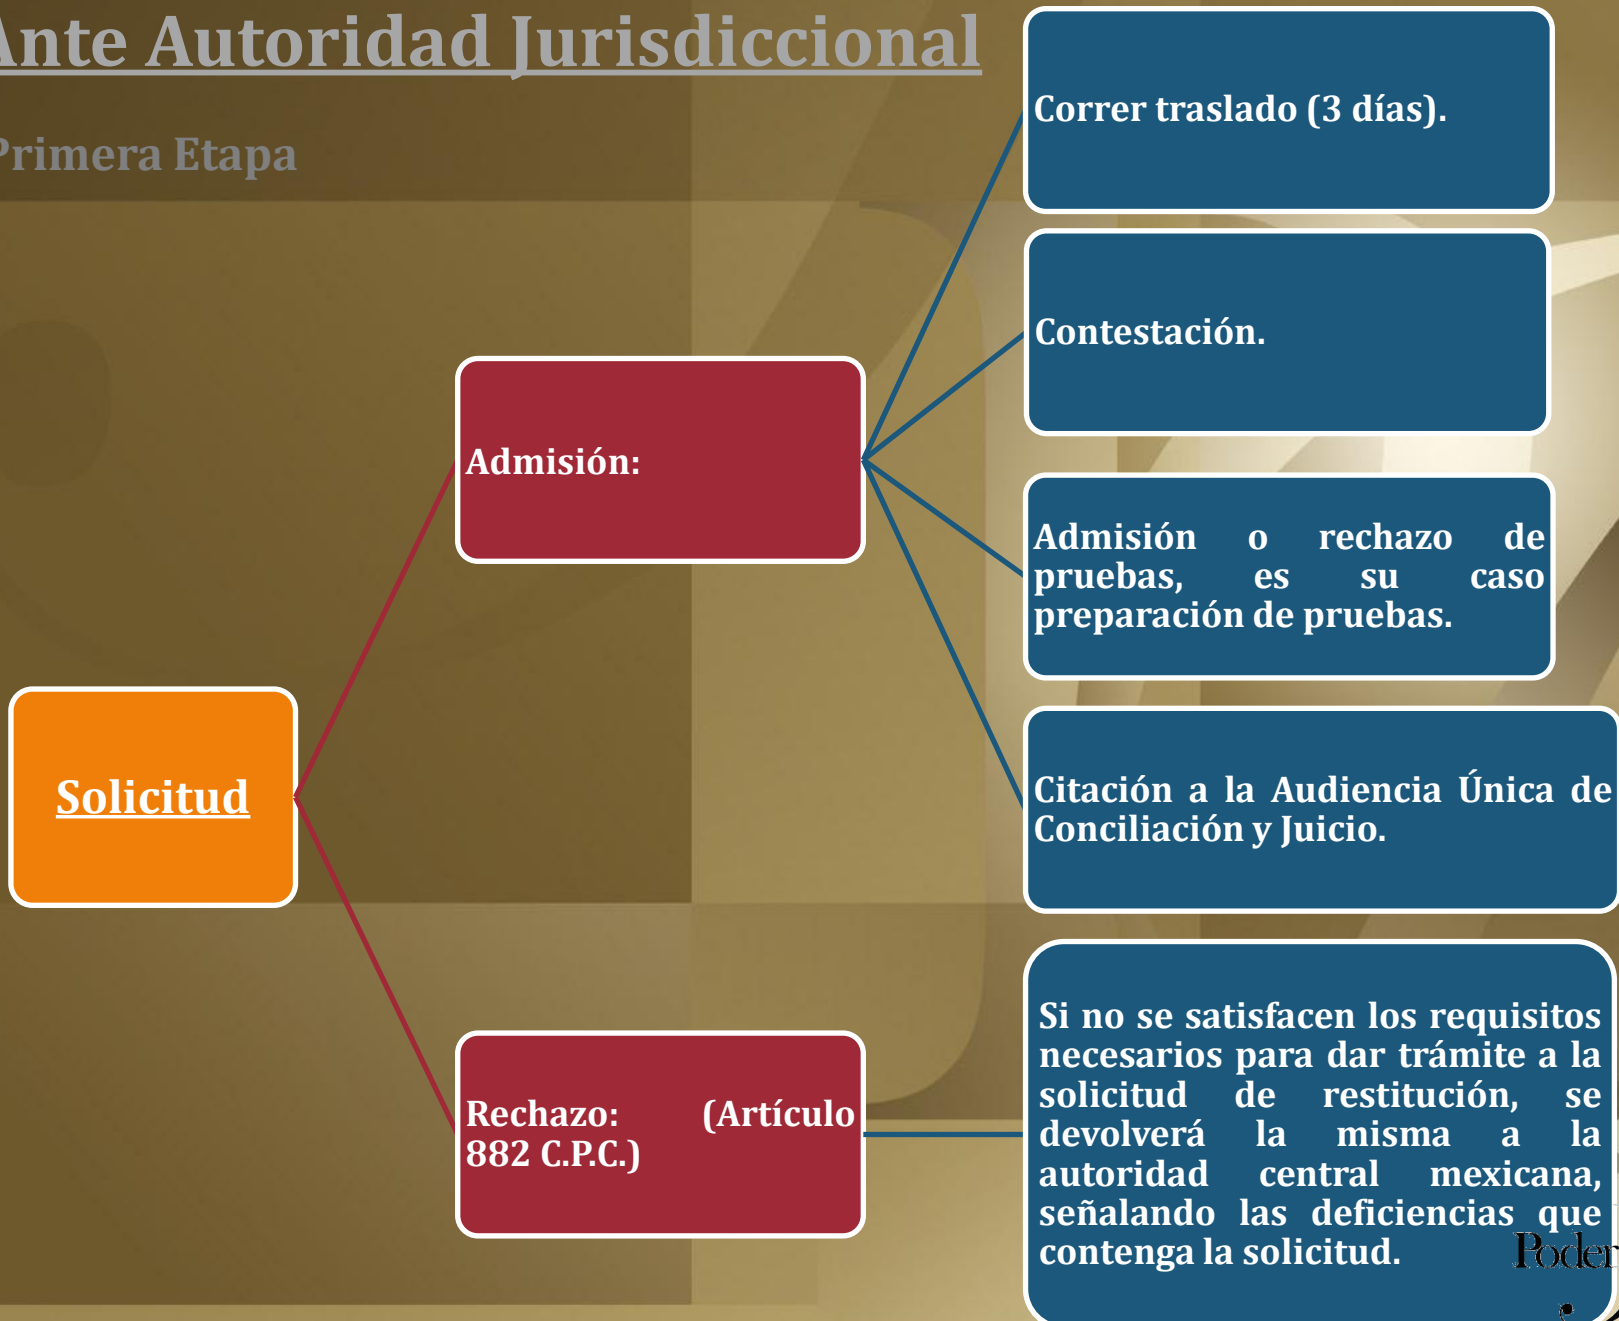 Ante Autoridad Jurisdiccional
Primera Etapa
Solicitud
Admisión:
Correr traslado (3 días).
Contestación.
Admisión o rechazo de
pruebas, es su caso
preparación de pruebas.
Citación a la Audiencia Única de
Conciliación y Juicio.
Rechazo: (Artículo
882 C.P.C.)
Si no se satisfacen los requisitos
necesarios para dar trámite a la
solicitud de restitución, se
devolverá la misma a la
autoridad central mexicana,
señalando las deficiencias que
contenga la solicitud.
Poder